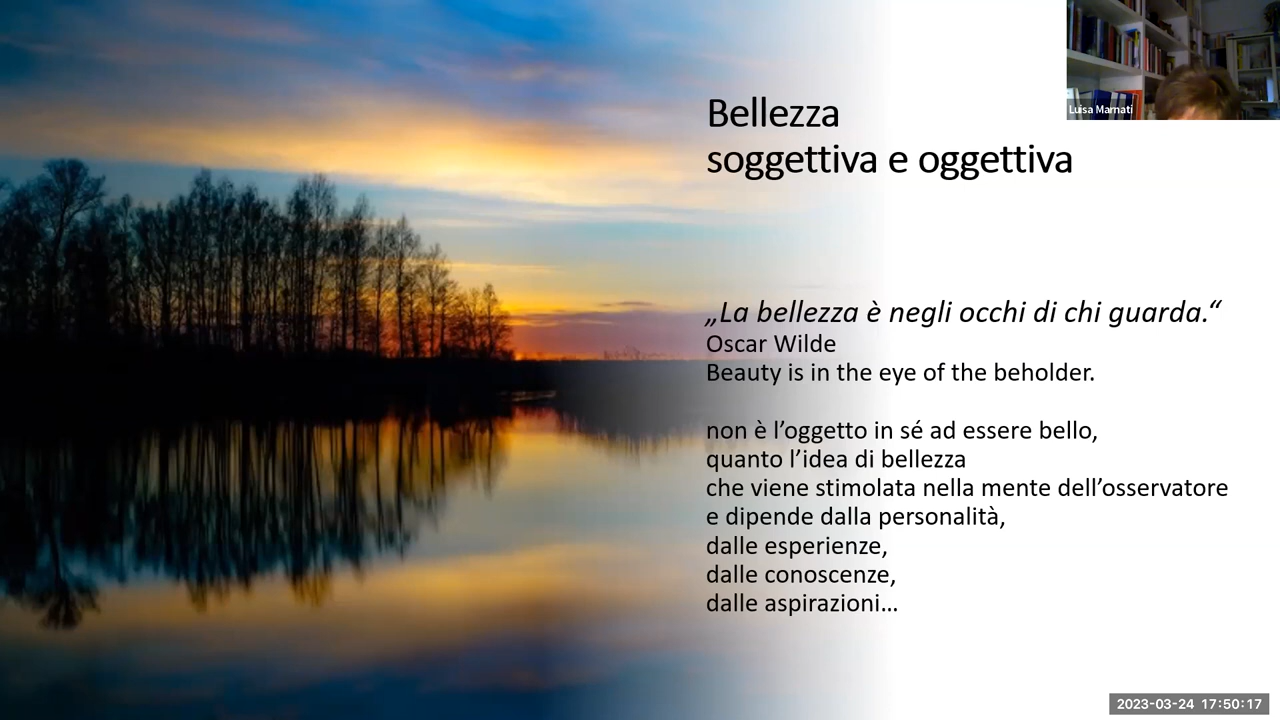 Luisa Mamati
Bellezza
soggettiva e oggettiva
„La bellezza è negli occhi di chi guarda.“
Oscar Wilde
Beauty is in the eye of the beholder.
non è l’oggetto in sé ad essere bello,
quanto l’idea di bellezza
che viene stimolata nella mente dell’osservatore
e dipende dalla personalità,
dalle esperienze,
dalle conoscenze,
dalle aspirazioni…
2023-03-24 17:50:17